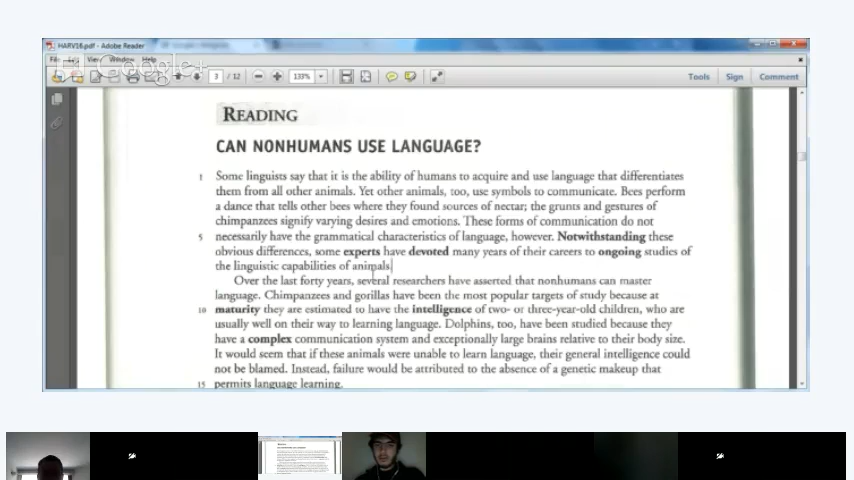 HARV16.pdf - Adobe Reader
View Window Help
Google+
3 / 12 133% Tools Sign Comment
READING
CAN NONHUMANS USE LANGUAGE?
1 Some linguists say that it is the ability of humans to acquire and use language that differentiates
them from all other animals. Yet other animals, too, use symbols to communicate. Bees perform
a dance that tells other bees where they found sources of nectar; the grunts and gestures of
chimpanzees signify varying desires and emotions. These forms of communication do not
5 necessarily have the grammatical characteristics of language, however. Notwithstanding these
obvious differences, some experts have devoted many years of their careers to ongoing studies of
the linguistic capabilities of animals.
Over the last forty years, several researchers have asserted that nonhumans can master
language. Chimpanzees and gorillas have been the most popular targets of study because at
10 maturity they are estimated to have the intelligence of two- or three-year-old children, who are
usually well on their way to learning language. Dolphins, too, have been studied because they
have a complex communication system and exceptionally large brains relative to their body size.
It would seem that if these animals were unable to learn language, their general intelligence could
not be blamed. Instead, failure would be attributed to the absence of a genetic makeup that
15 permits language learning.